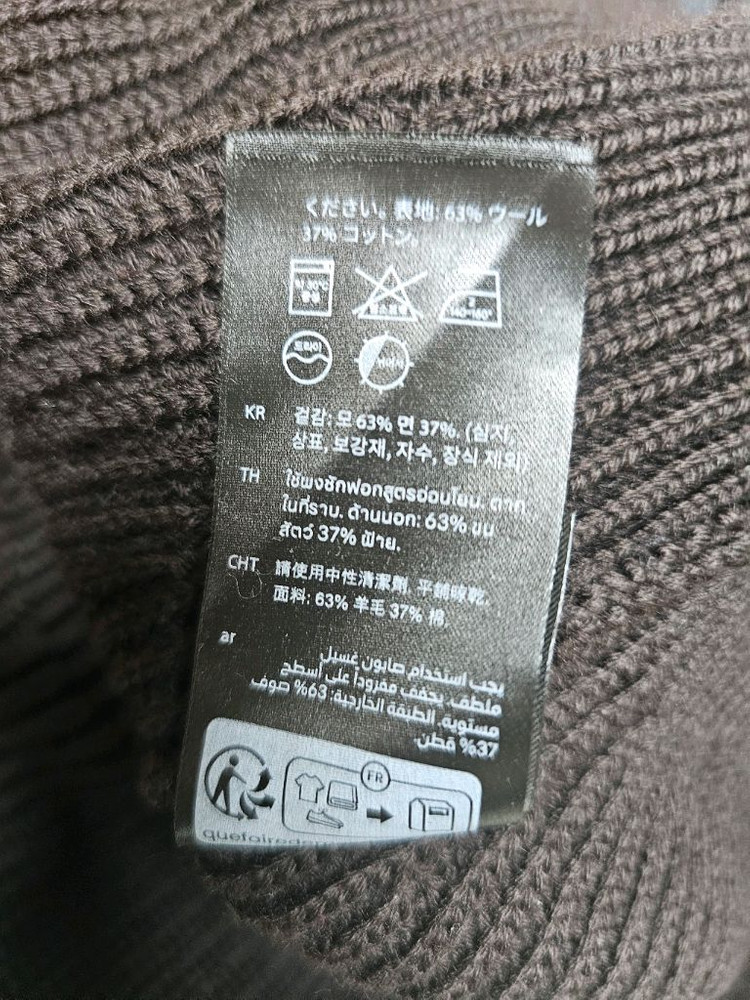 ください。表地: 63% ウール
37% コットン。
드라이
KR
겉감: 모 63% 면 37%. (심지,
상표, 보강재, 자수, 장식 제외)
TH
ใช้ผงซักฟอกสูตรอ่อนโยน. ตาก
ในที่ราบ. ด้านนอก: 63% ขน
สัตว์ 37% ฝ้าย.
CHT
請使用中性清潔劑. 平鋪晾乾.
面料: 63% 羊毛 37% 棉.
ar
يجب استخدام صابون غسيل
ملطف. يجفف مفروداً على أسطح
مستوية. الطبقة الخارجية: 63% صوف
37% قطن.
FR